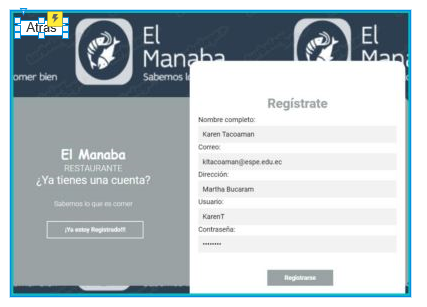 Atrás
El
Manaba
Sabemos lo
El
Mana
omer bien
Sabemos
El Manaba
RESTAURANTE
¿Ya tienes una cuenta?
Sabemos lo que es comer
¡Ya estoy Registrado!!!
Regístrate
Nombre completo:
Karen Tacoaman
Correo:
kltacoaman@espe.edu.ec
Dirección:
Martha Bucaram
Usuario:
KarenT
Contraseña:
••••••••
Registrarse